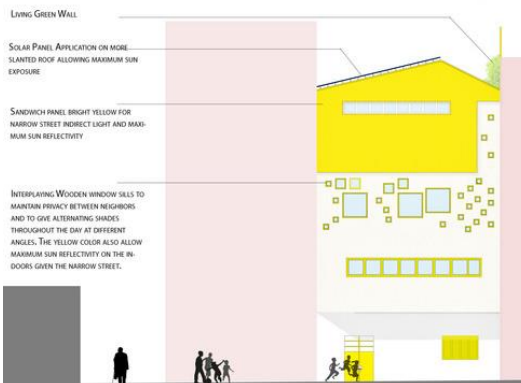 Living Green Wall
Solar Panel Application on more
slanted roof allowing maximum sun
exposure
Sandwich panel bright yellow for
narrow street indirect light and maxi-
mum sun reflectivity
Interplaying Wooden window sills to
maintain privacy between neighbors
and to give alternating shades
throughout the day at different
angles. The yellow color also allow
maximum sun reflectivity on the in-
doors given the narrow street.